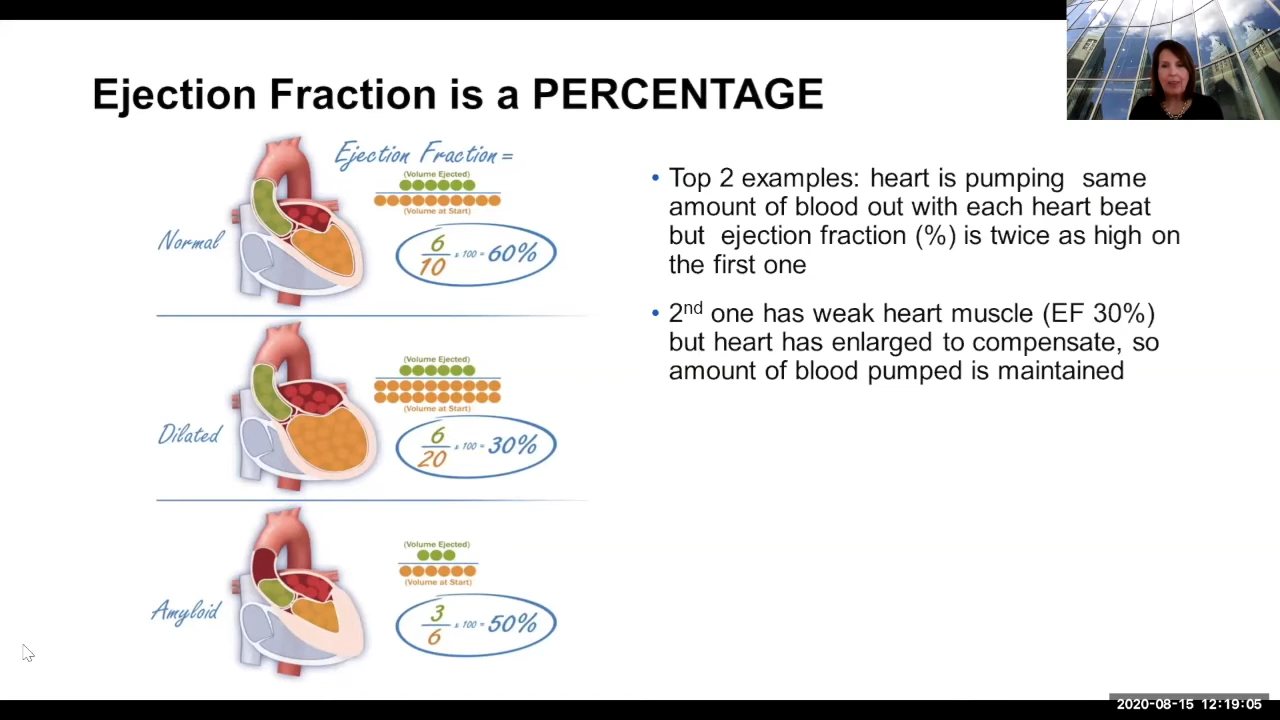 Ejection Fraction is a PERCENTAGE
Ejection Fraction =
(Volume Ejected)
(Volume at Start)
Normal
6
10
x 100 = 60%
(Volume Ejected)
(Volume at Start)
Dilated
6
20
x 100 = 30%
(Volume Ejected)
(Volume at Start)
Amyloid
3
6
x 100 = 50%
• Top 2 examples: heart is pumping same
amount of blood out with each heart beat
but ejection fraction (%) is twice as high on
the first one
• 2nd one has weak heart muscle (EF 30%)
but heart has enlarged to compensate, so
amount of blood pumped is maintained
2020-08-15 12:19:05